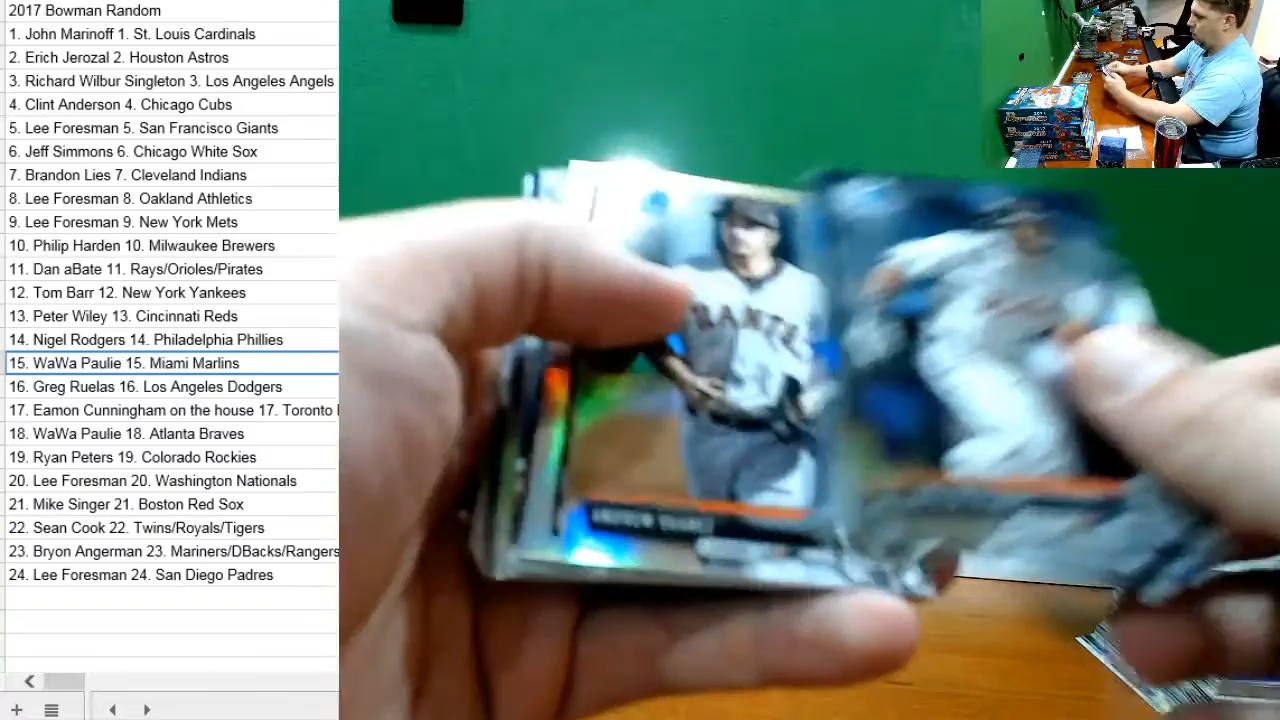 2017 Bowman Random
1. John Marinoff 1. St. Louis Cardinals
2. Erich Jerozal 2. Houston Astros
3. Richard Wilbur Singleton 3. Los Angeles Angels
4. Clint Anderson 4. Chicago Cubs
5. Lee Foresman 5. San Francisco Giants
6. Jeff Simmons 6. Chicago White Sox
7. Brandon Lies 7. Cleveland Indians
8. Lee Foresman 8. Oakland Athletics
9. Lee Foresman 9. New York Mets
10. Philip Harden 10. Milwaukee Brewers
11. Dan aBate 11. Rays/Orioles/Pirates
12. Tom Barr 12. New York Yankees
13. Peter Wiley 13. Cincinnati Reds
14. Nigel Rodgers 14. Philadelphia Phillies
15. WaWa Paulie 15. Miami Marlins
16. Greg Ruelas 16. Los Angeles Dodgers
17. Eamon Cunningham on the house 17. Toronto
18. WaWa Paulie 18. Atlanta Braves
19. Ryan Peters 19. Colorado Rockies
20. Lee Foresman 20. Washington Nationals
21. Mike Singer 21. Boston Red Sox
22. Sean Cook 22. Twins/Royals/Tigers
23. Bryon Angerman 23. Mariners/DBacks/Rangers
24. Lee Foresman 24. San Diego Padres